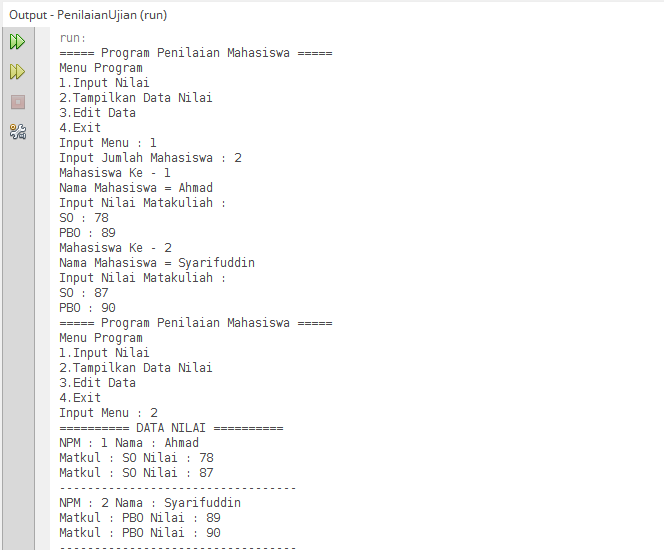 Output - PenilaianUjian (run)
run:
===== Program Penilaian Mahasiswa =====
Menu Program
1.Input Nilai
2.Tampilkan Data Nilai
3.Edit Data
4.Exit
Input Menu : 1
Input Jumlah Mahasiswa : 2
Mahasiswa Ke - 1
Nama Mahasiswa = Ahmad
Input Nilai Matakuliah :
SO : 78
PBO : 89
Mahasiswa Ke - 2
Nama Mahasiswa = Syarifuddin
Input Nilai Matakuliah :
SO : 87
PBO : 90
===== Program Penilaian Mahasiswa =====
Menu Program
1.Input Nilai
2.Tampilkan Data Nilai
3.Edit Data
4.Exit
Input Menu : 2
========== DATA NILAI ==========
NPM : 1 Nama : Ahmad
Matkul : SO Nilai : 78
Matkul : SO Nilai : 87
----------------------------------
NPM : 2 Nama : Syarifuddin
Matkul : PBO Nilai : 89
Matkul : PBO Nilai : 90
----------------------------------